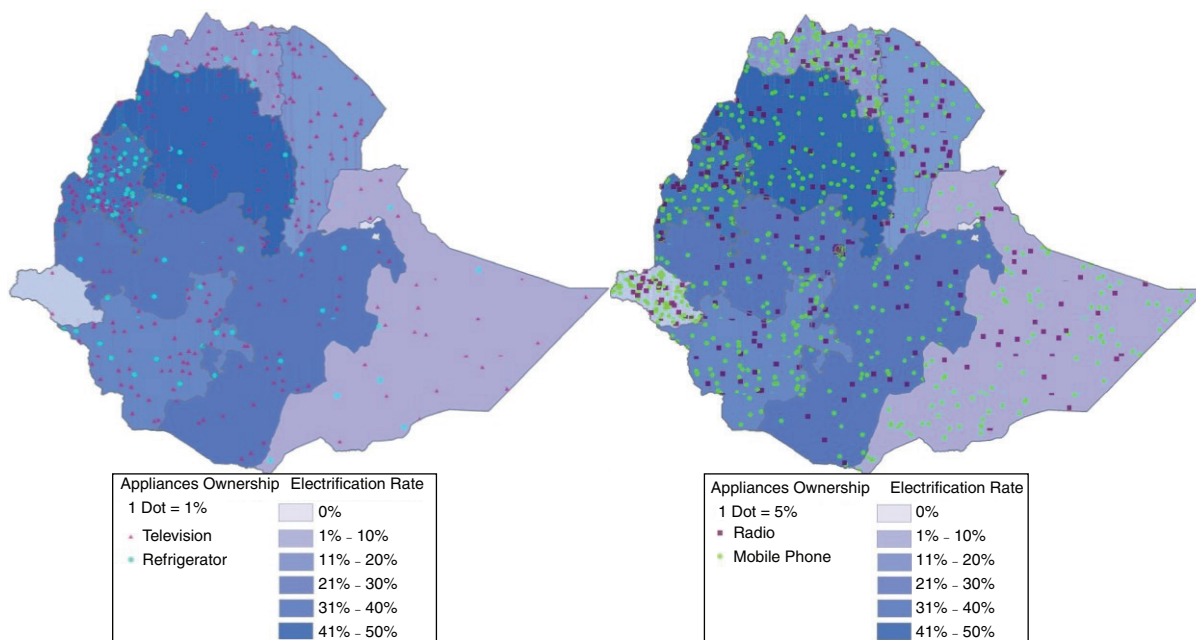 Appliances Ownership Electrification Rate
1 Dot = 1%
Television
Refrigerator
0%
1% - 10%
11% - 20%
21% - 30%
31% - 40%
41% - 50%
Appliances Ownership Electrification Rate
1 Dot = 5%
Radio
Mobile Phone
0%
1% - 10%
11% - 20%
21% - 30%
31% - 40%
41% - 50%